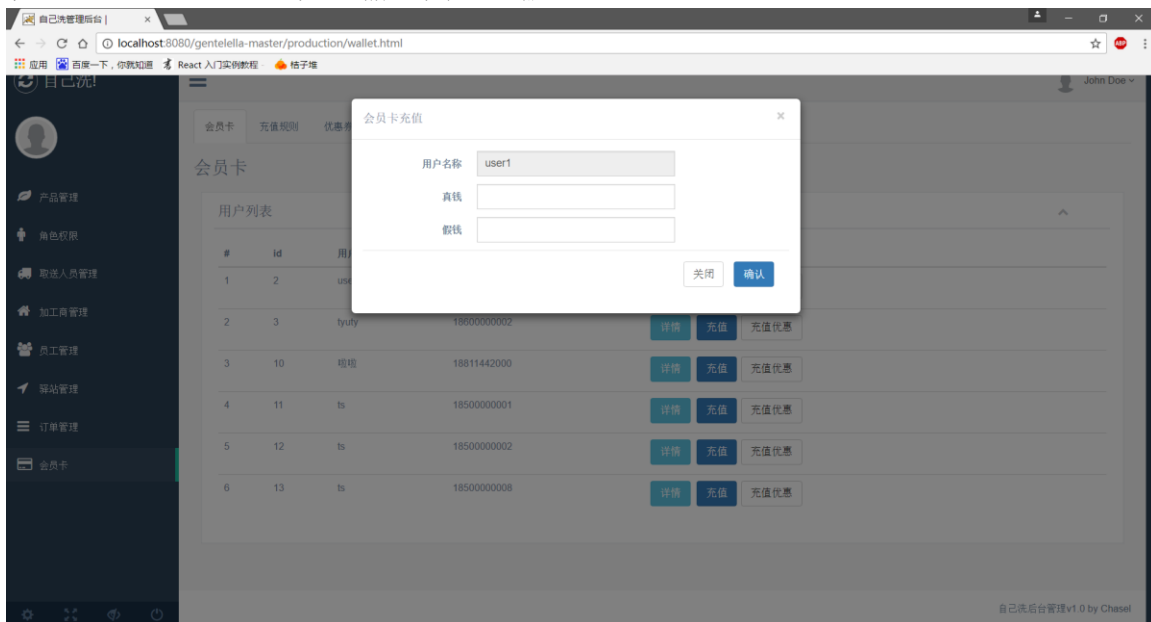 自己洗管理后台 |
localhost:8080/gentelella-master/production/wallet.html
应用 百度一下，你就知道 React 入门实例教程 - 桔子堆
自己洗!
John Doe
会员卡 充值规则 优惠券
会员卡
会员卡充值
用户名称 user1
真钱
假钱
关闭 确认
产品管理
角色权限
取送人员管理
加工商管理
员工管理
驿站管理
订单管理
会员卡
用户列表
# id 用户
1 2 use
2 3 tyuty 18600000002 详情 充值 充值优惠
3 10 啦啦 18811442000 详情 充值 充值优惠
4 11 ts 18500000001 详情 充值 充值优惠
5 12 ts 18500000002 详情 充值 充值优惠
6 13 ts 18500000008 详情 充值 充值优惠
自己洗后台管理v1.0 by Chasel